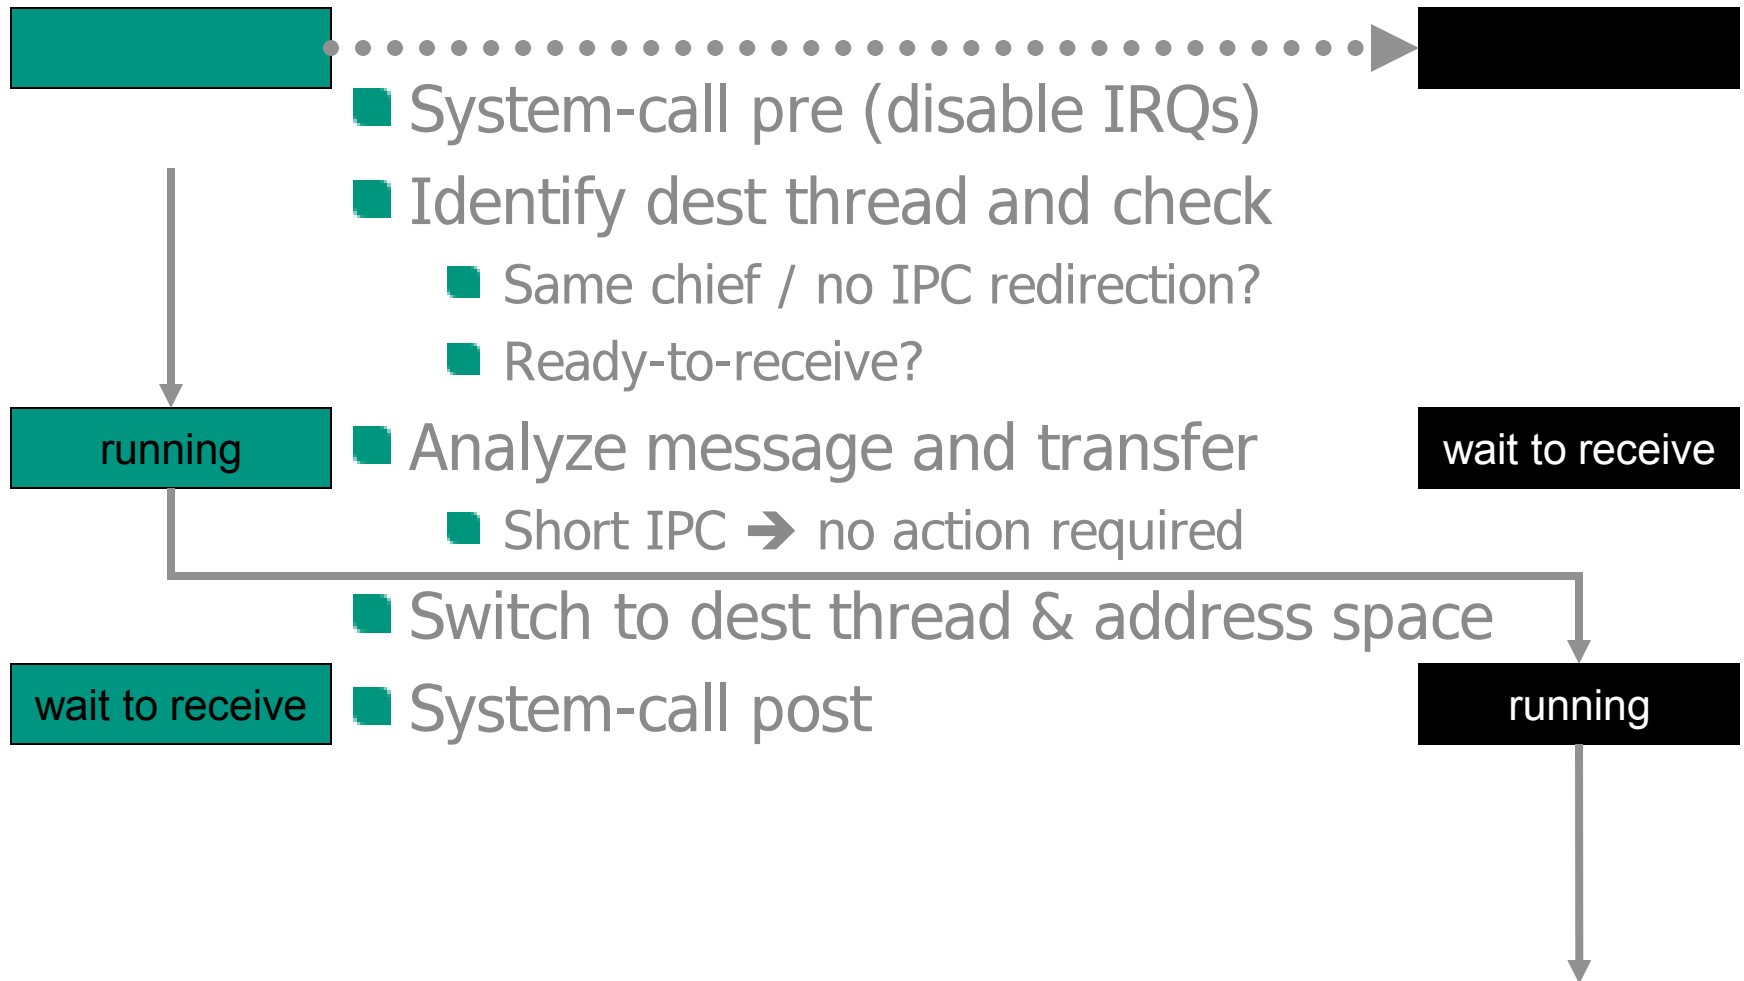 System-call pre (disable IRQs)
Identify dest thread and check
Same chief / no IPC redirection?
Ready-to-receive?
running
Analyze message and transfer
wait to receive
Short IPC ➔ no action required
Switch to dest thread & address space
wait to receive
System-call post
running